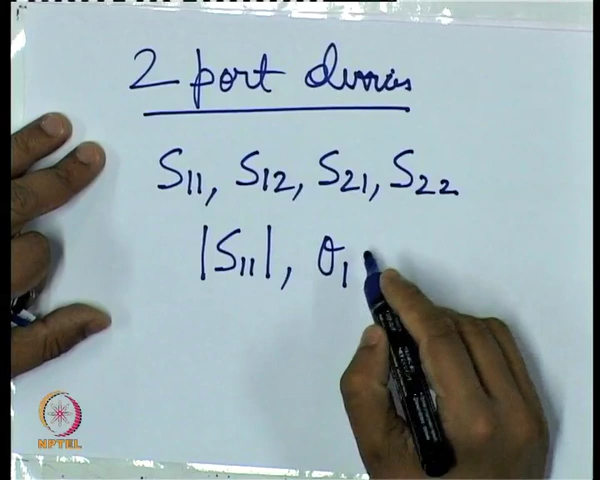 2 port devices
S11, S12, S21, S22
|S11|, θ1
NPTEL